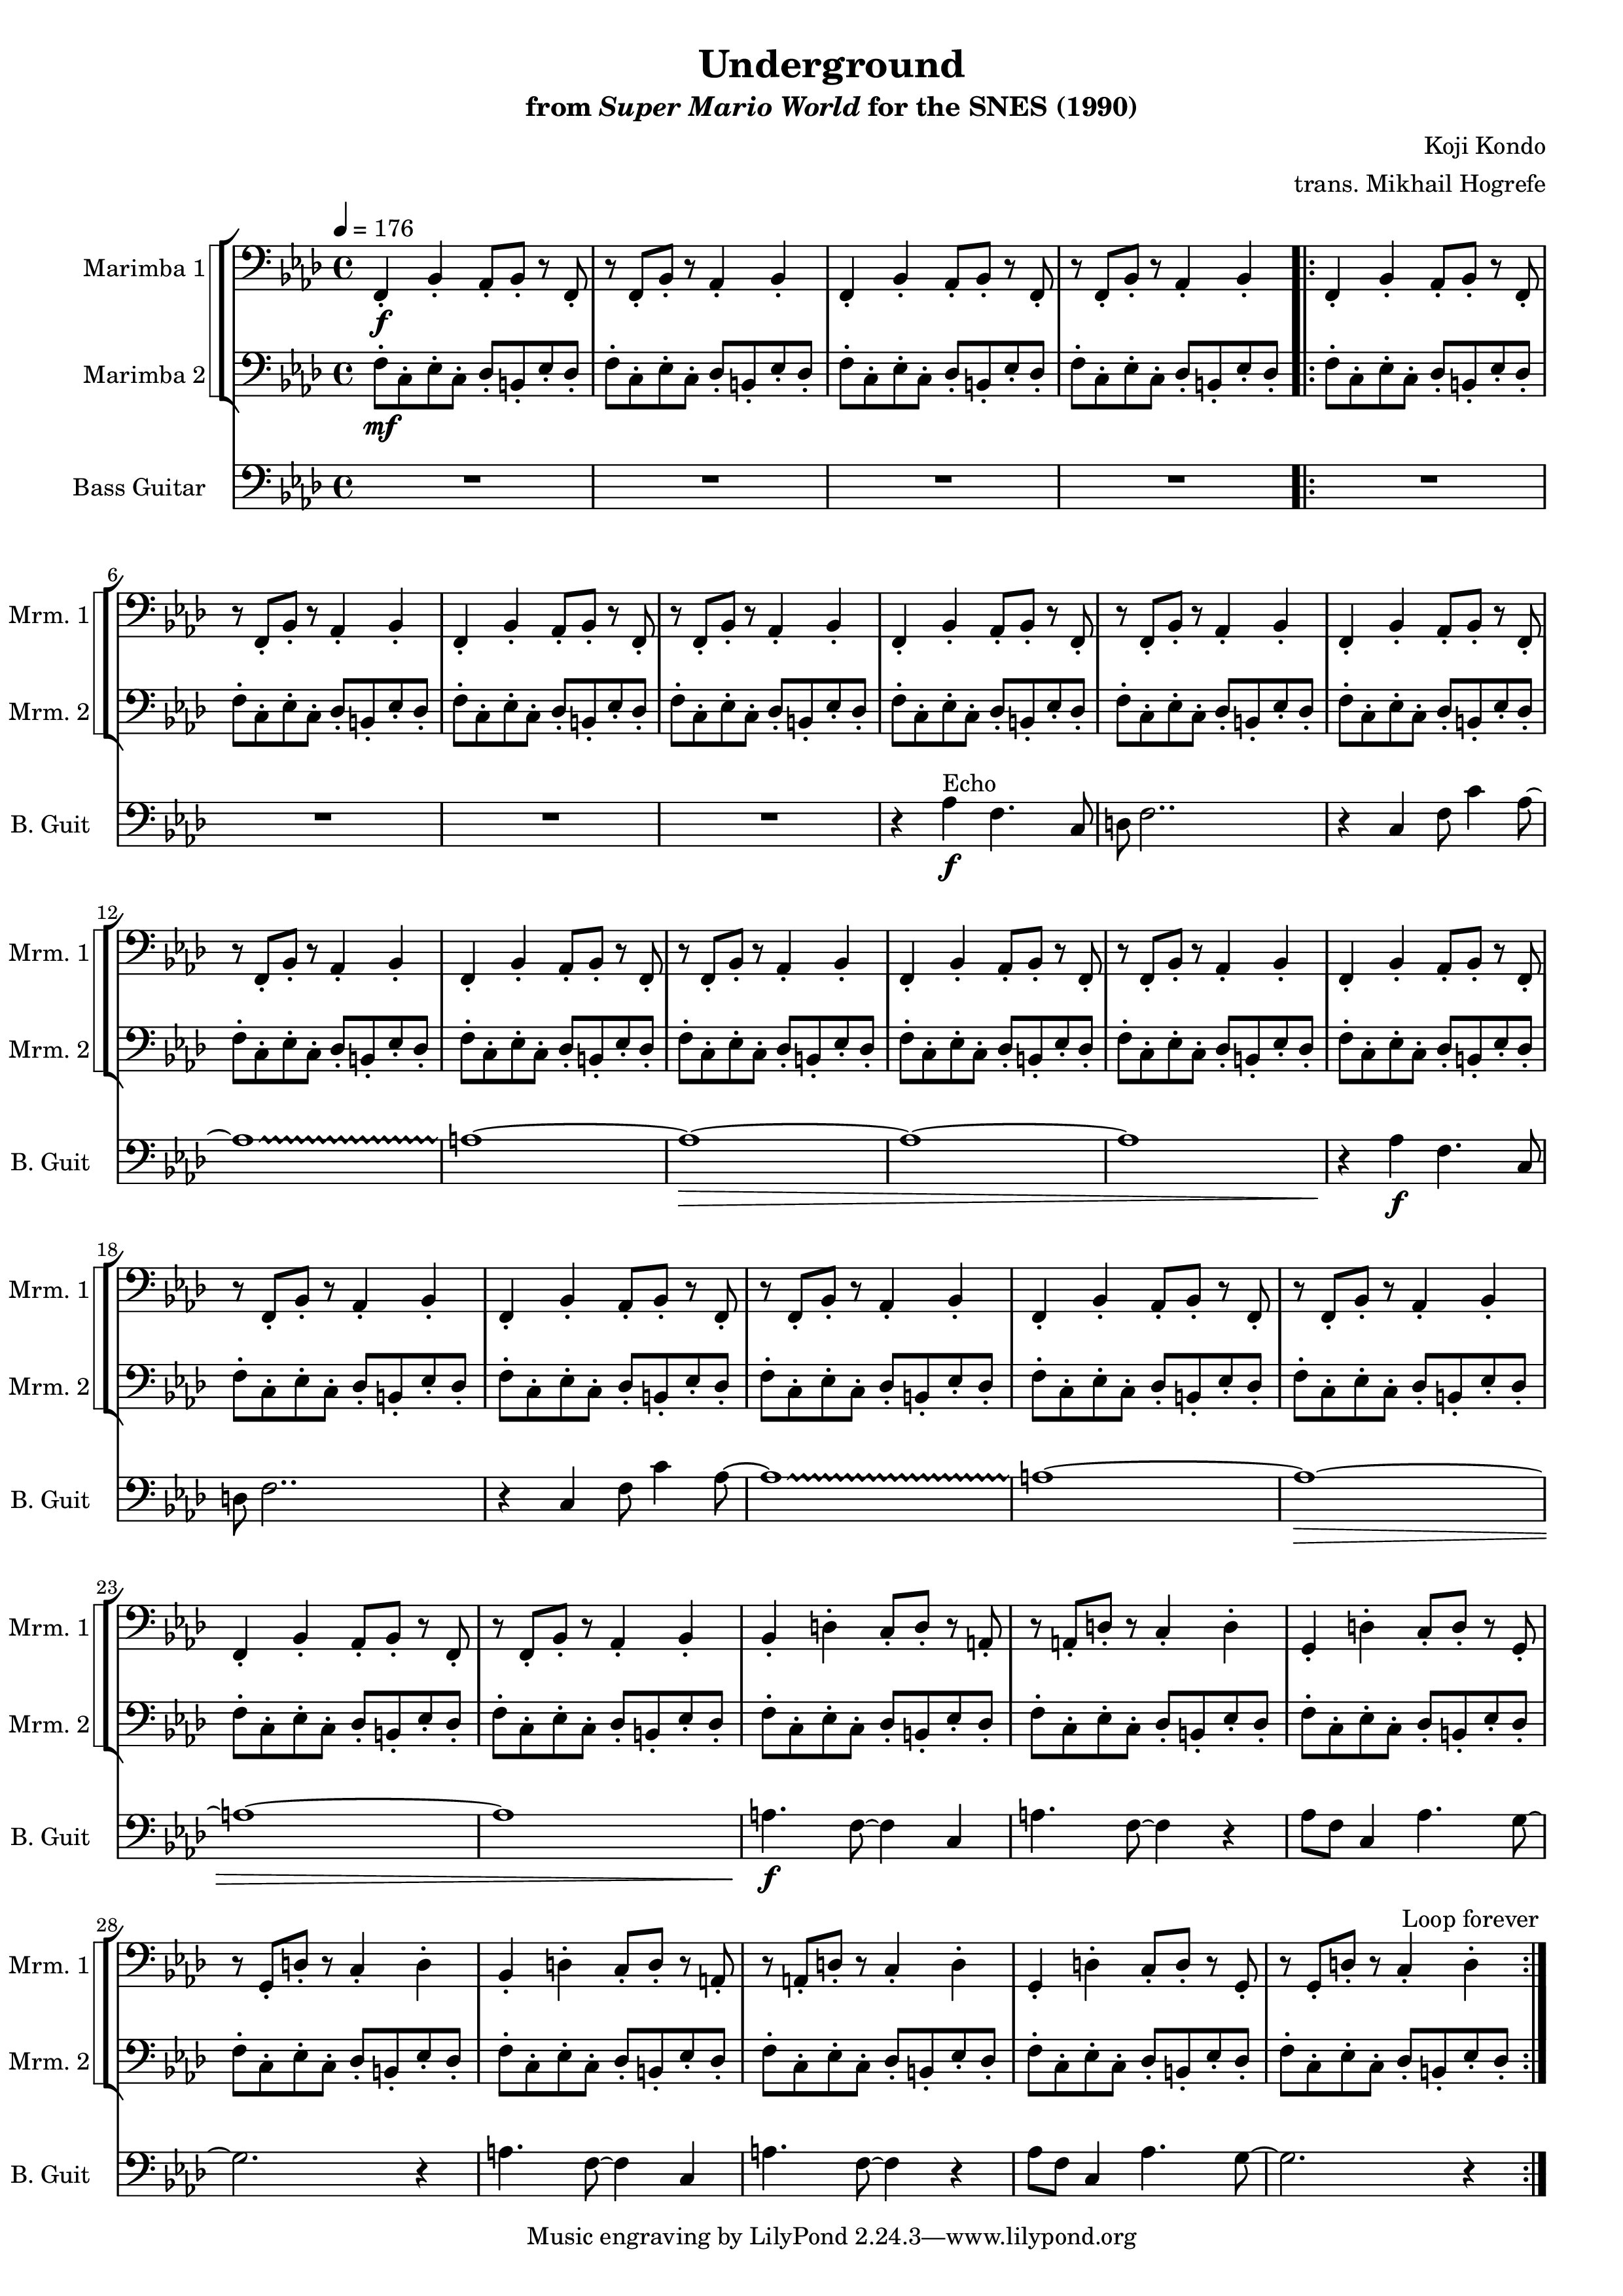 Underground
from Super Mario World for the SNES (1990)
Koji Kondo
trans. Mikhail Hogrefe
♩ = 176
Marimba 1
f
Marimba 2
mf
Bass Guitar
6
Mrm. 1
Mrm. 2
Echo
B. Guit
f
12
Mrm. 1
Mrm. 2
B. Guit
f
18
Mrm. 1
Mrm. 2
B. Guit
23
Mrm. 1
Mrm. 2
B. Guit
f
28
Loop forever
Mrm. 1
Mrm. 2
B. Guit
Music engraving by LilyPond 2.24.3—www.lilypond.org